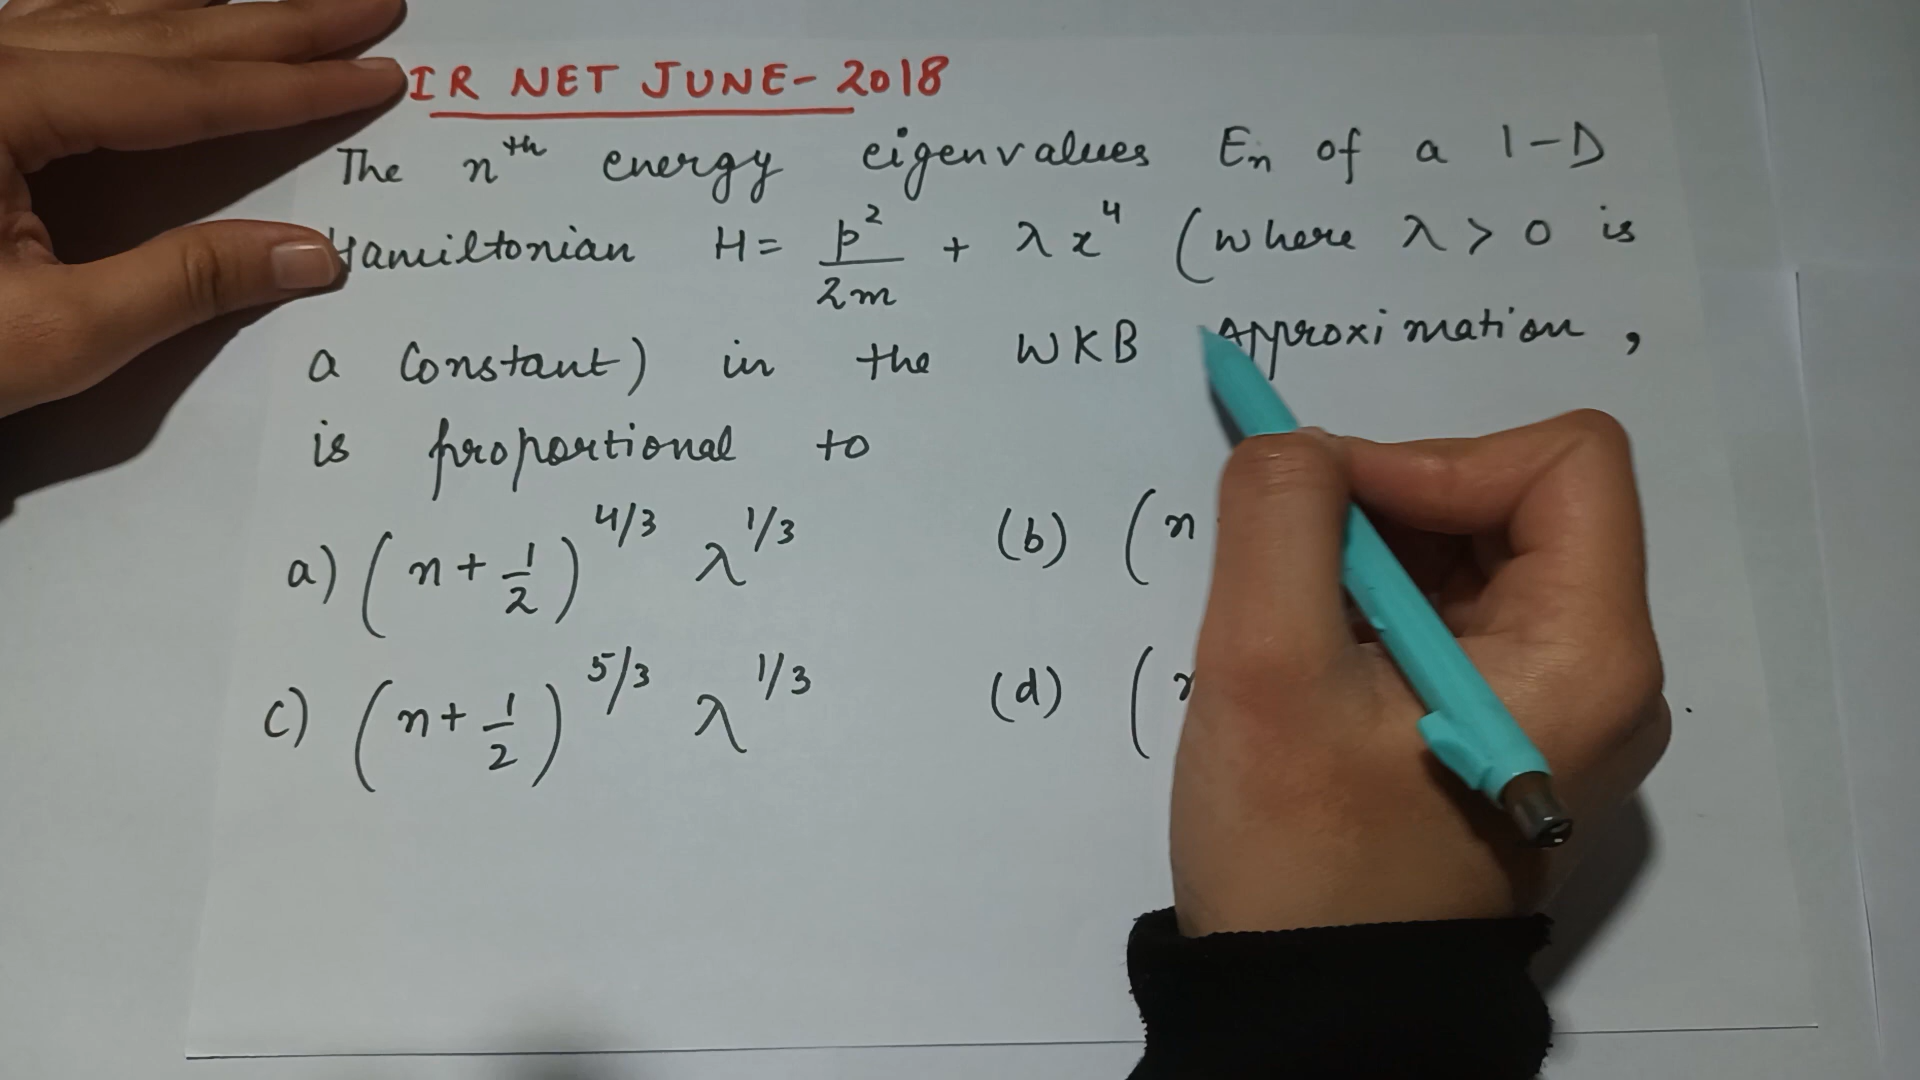 IR NET JUNE-2018
The nᵗʰ energy eigenvalues Eₙ of a 1-D
Hamiltonian H = p²/2m + λx⁴ (where λ > 0 is
a constant) in the WKB Approximation,
is proportional to
a) (n + 1/2)^4/3 λ^1/3 (b) (n
c) (n + 1/2)^5/3 λ^1/3 (d) (